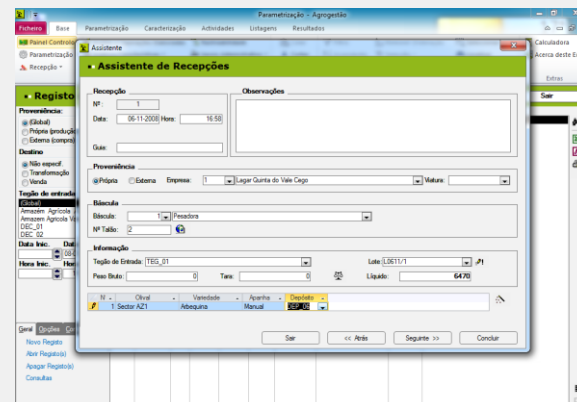 Parametrização - Agrogestão
Ficheiro Base Parametrização Caracterização Actividades Listagens Resultados
Painel Controlo
Parametrização
Recepção
Calculadora
Acerca deste
Extras
Registo
Sair
Proveniência:
(Global)
Própria (produção
Externa (compra)
Destino
Não especif.
Transformação
Venda
Tegão de entrada
(Global)
Armazém Agrícola
Armazem Agricola
DEC_01
DEC_02
Data Inic.
Hora Inic.
Geral Opções
Novo Registo
Abrir Registo(s)
Apagar Registo(s)
Consultas
Assistente
Assistente de Recepções
Recepção
Nº: 1
Data: 06-11-2008 Hora: 16:58
Guia:
Observações
Proveniência
Própria Externa Empresa: 1 Lagar Quinta do Vale Cego Viatura:
Báscula
Báscula: 1 Pesadora
Nº Talão: 2
Informação
Tegão de Entrada: TEG_01 Lote: L0611/1
Peso Bruto: 0 Tara: 0 Líquido: 6470
N Olival Variedade Apanha Depósito
1 Sector AZ1 Arbequina Manual DEP_05
Sair << Atrás Seguinte >> Concluir